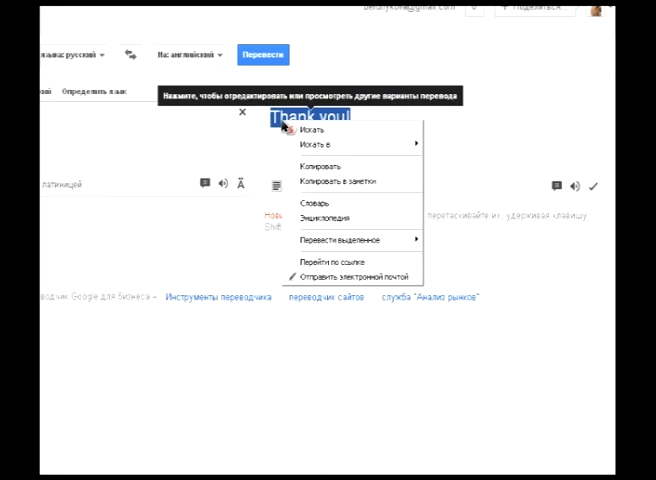 Поделиться...
языка: русский На: английский Перевести
Определить язык
Нажмите, чтобы отредактировать или просмотреть другие варианты перевода
Thank you!
Искать
Искать в
Копировать
латиницей Ä Копировать в заметки
Словарь
перетаскивайте их, удерживая клавишу
Энциклопедия
Shift
Перевести выделенное
Перейти по ссылке
Отправить электронной почтой
Google для бизнеса – Инструменты переводчика переводчик сайтов служба "Анализ рынков"